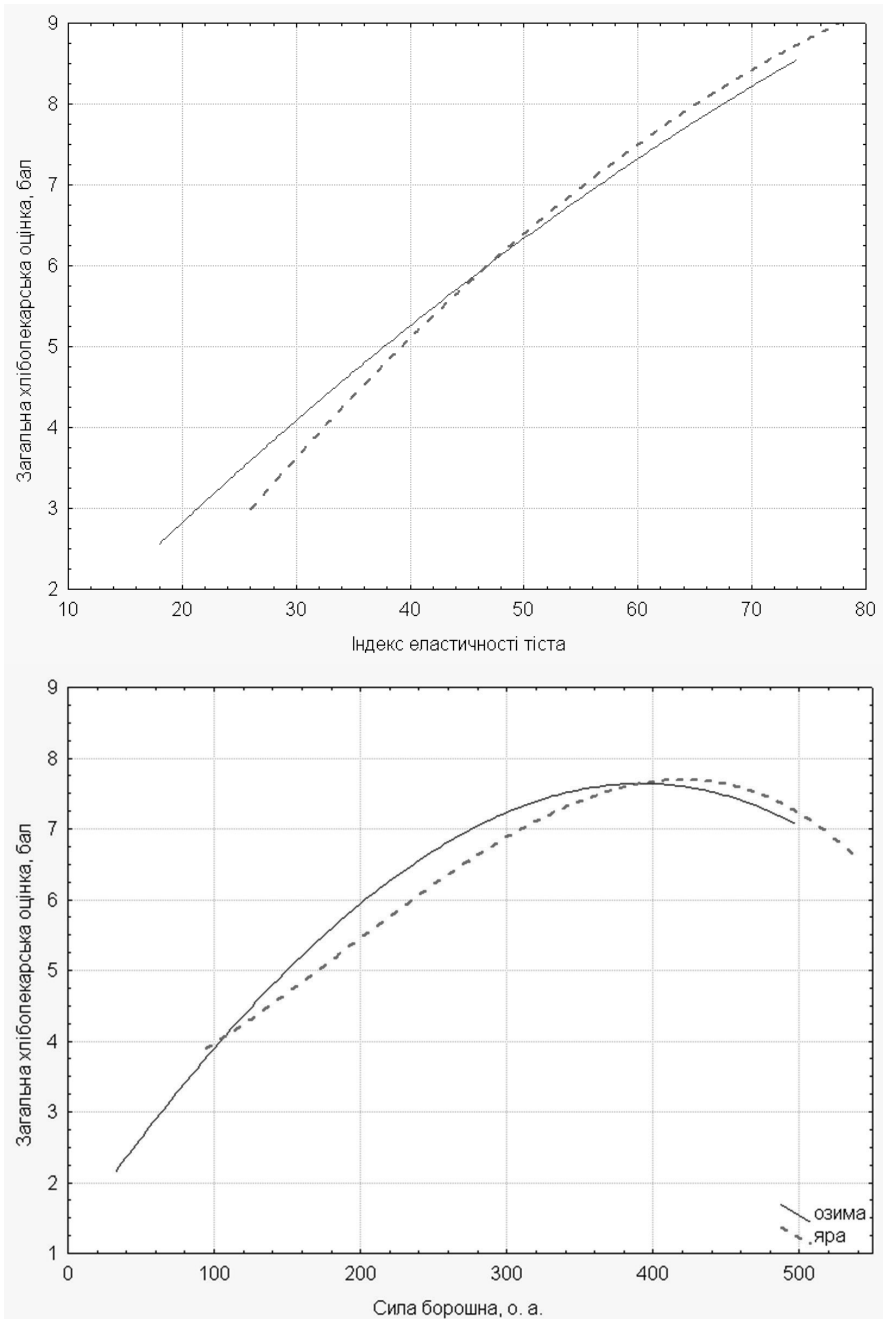 9
8
7
6
5
4
3
2
Загальна хлібопекарська оцінка, бал
10 20 30 40 50 60 70 80
Індекс еластичності тіста
9
8
7
6
5
4
3
2
1
Загальна хлібопекарська оцінка, бал
озима
яра
0 100 200 300 400 500
Сила борошна, о. а.